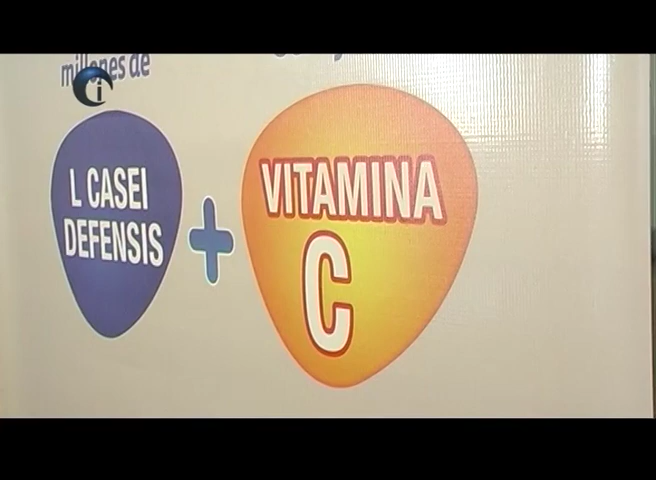 millones de
i
L CASEI
DEFENSIS
+
VITAMINA
C